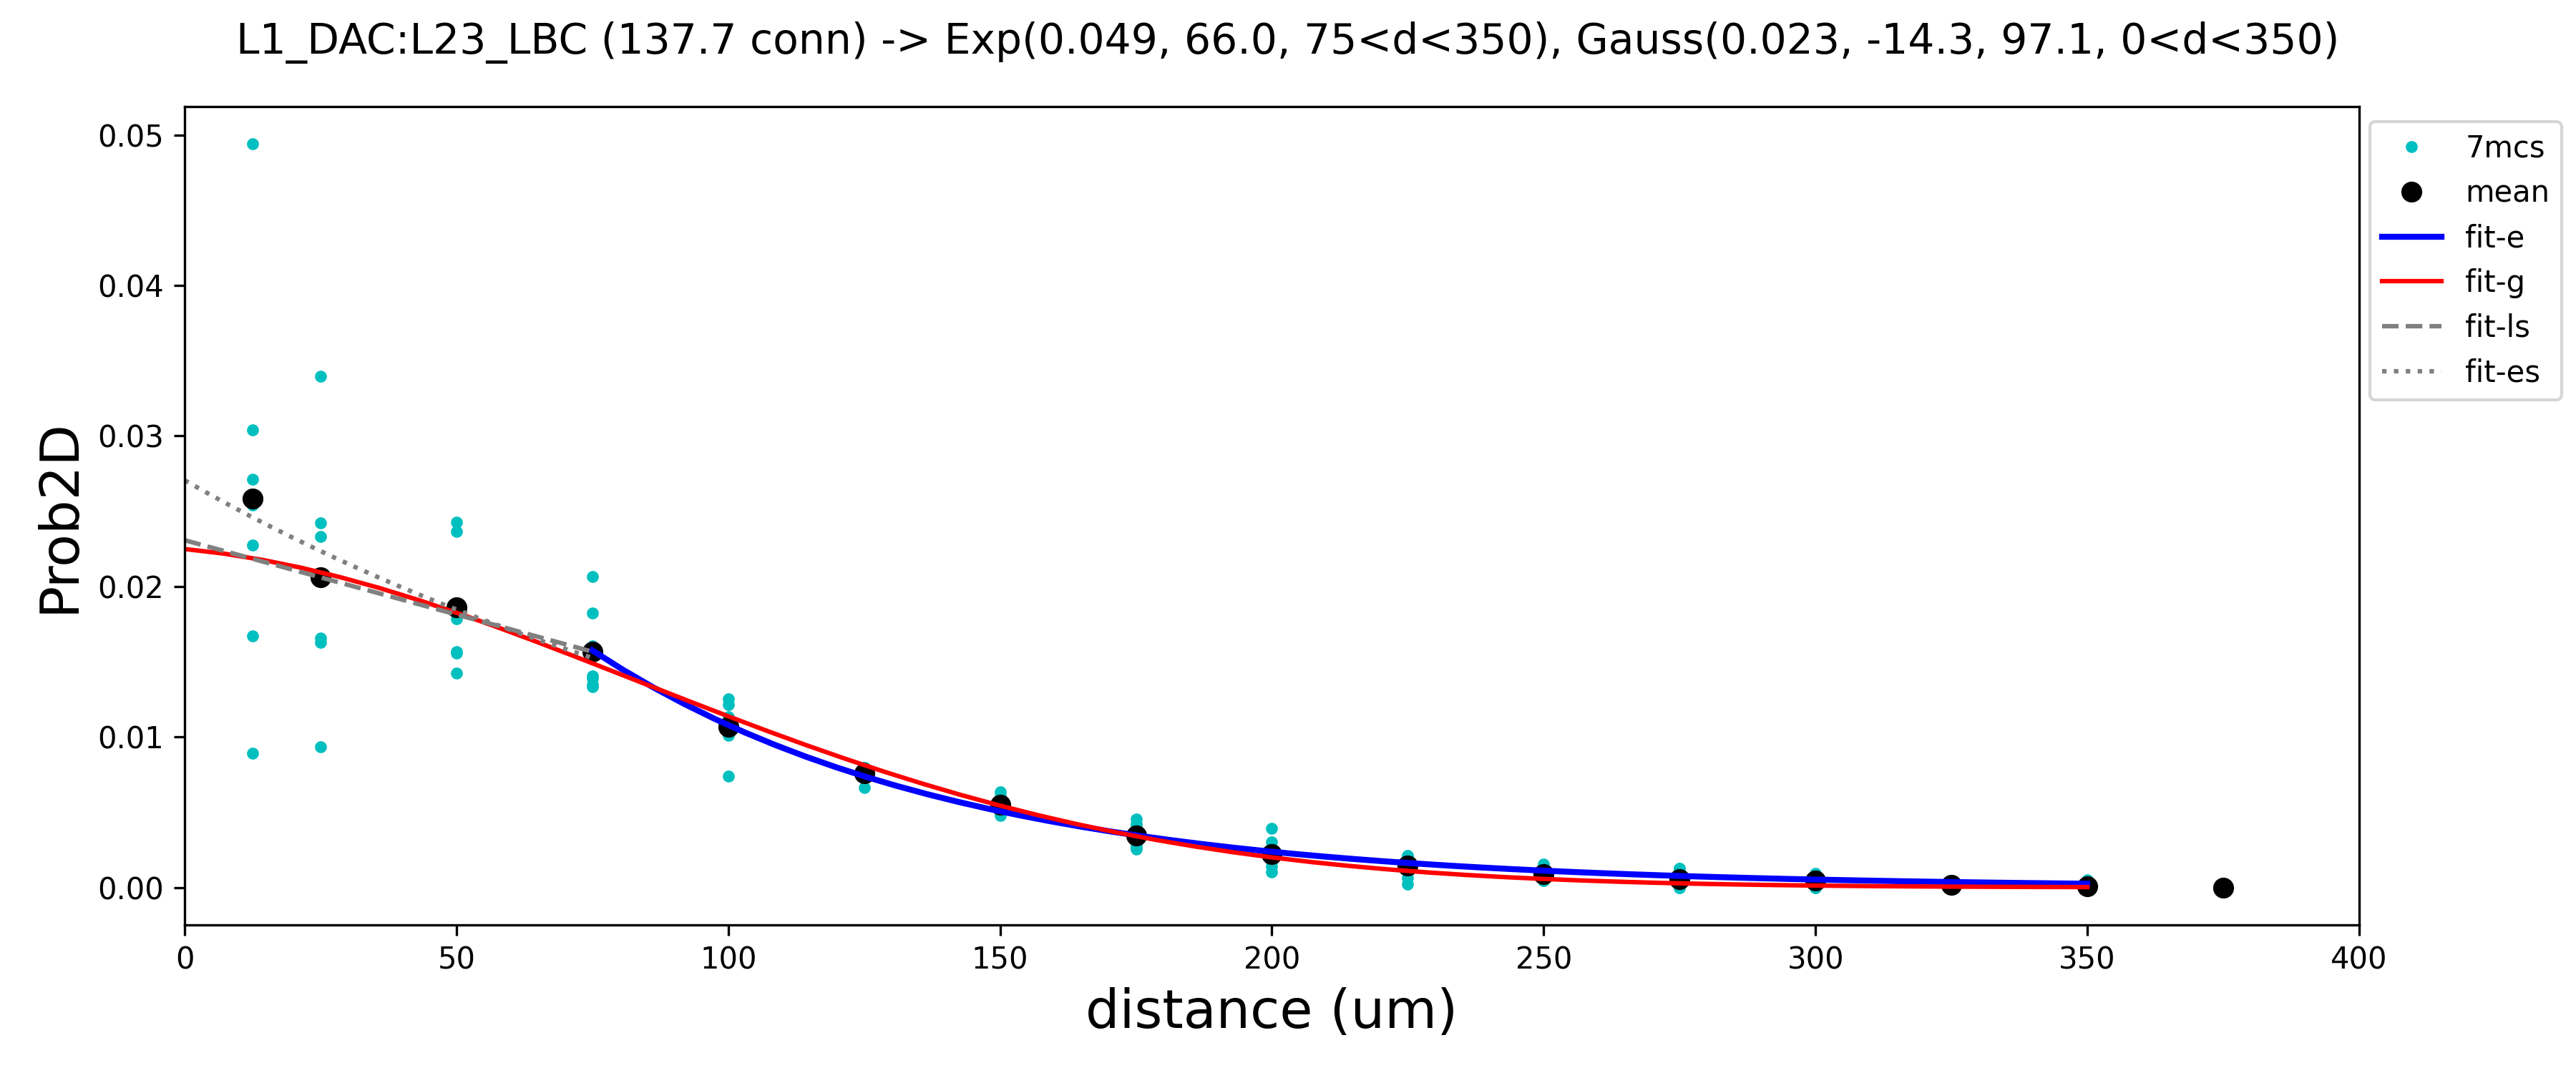 L1_DAC:L23_LBC (137.7 conn) -> Exp(0.049, 66.0, 75<d<350), Gauss(0.023, -14.3, 97.1, 0<d<350)
0.05
0.04
0.03
0.02
0.01
0.00
Prob2D
0 50 100 150 200 250 300 350 400
distance (um)
7mcs
mean
fit-e
fit-g
fit-ls
fit-es